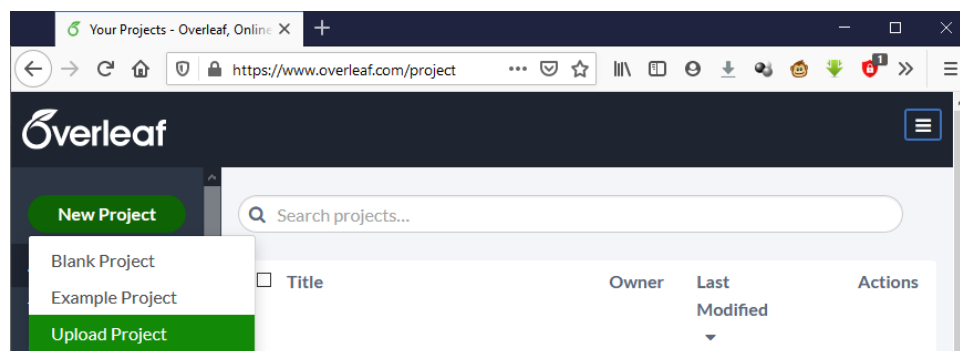 Your Projects - Overleaf, Online
https://www.overleaf.com/project
1
Overleaf
New Project
Search projects...
Blank Project
Example Project
Upload Project
Title Owner Last Modified Actions